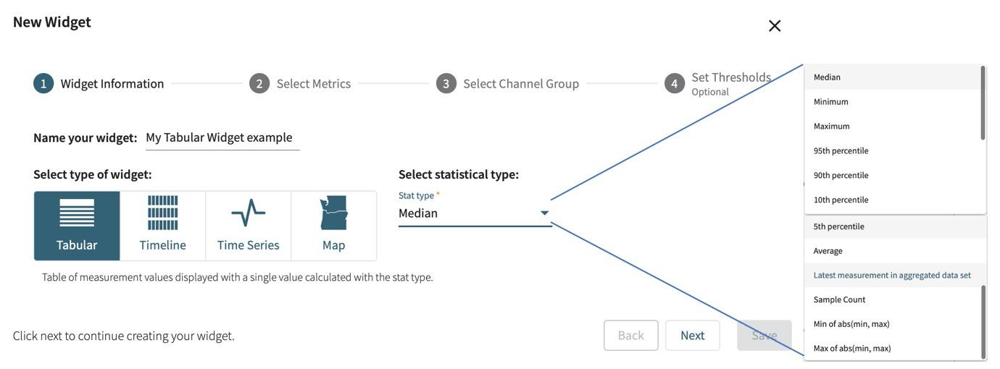 New Widget
1 Widget Information
2 Select Metrics
3 Select Channel Group
4 Set Thresholds
Optional
Name your widget: My Tabular Widget example
Select type of widget:
Tabular
Timeline
Time Series
Map
Table of measurement values displayed with a single value calculated with the stat type.
Select statistical type:
Stat type *
Median
Click next to continue creating your widget.
Back
Next
Save
Median
Minimum
Maximum
95th percentile
90th percentile
10th percentile
5th percentile
Average
Latest measurement in aggregated data set
Sample Count
Min of abs(min, max)
Max of abs(min, max)